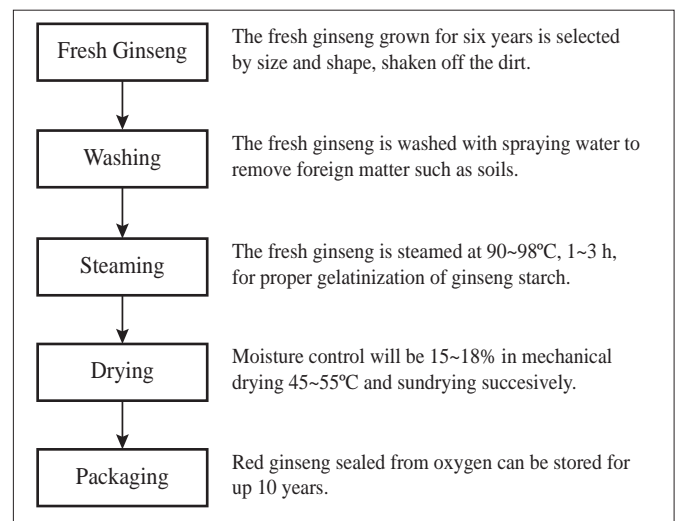 Fresh Ginseng
The fresh ginseng grown for six years is selected
by size and shape, shaken off the dirt.
Washing
The fresh ginseng is washed with spraying water to
remove foreign matter such as soils.
Steaming
The fresh ginseng is steamed at 90~98ºC, 1~3 h,
for proper gelatinization of ginseng starch.
Drying
Moisture control will be 15~18% in mechanical
drying 45~55ºC and sundrying succesively.
Packaging
Red ginseng sealed from oxygen can be stored for
up 10 years.